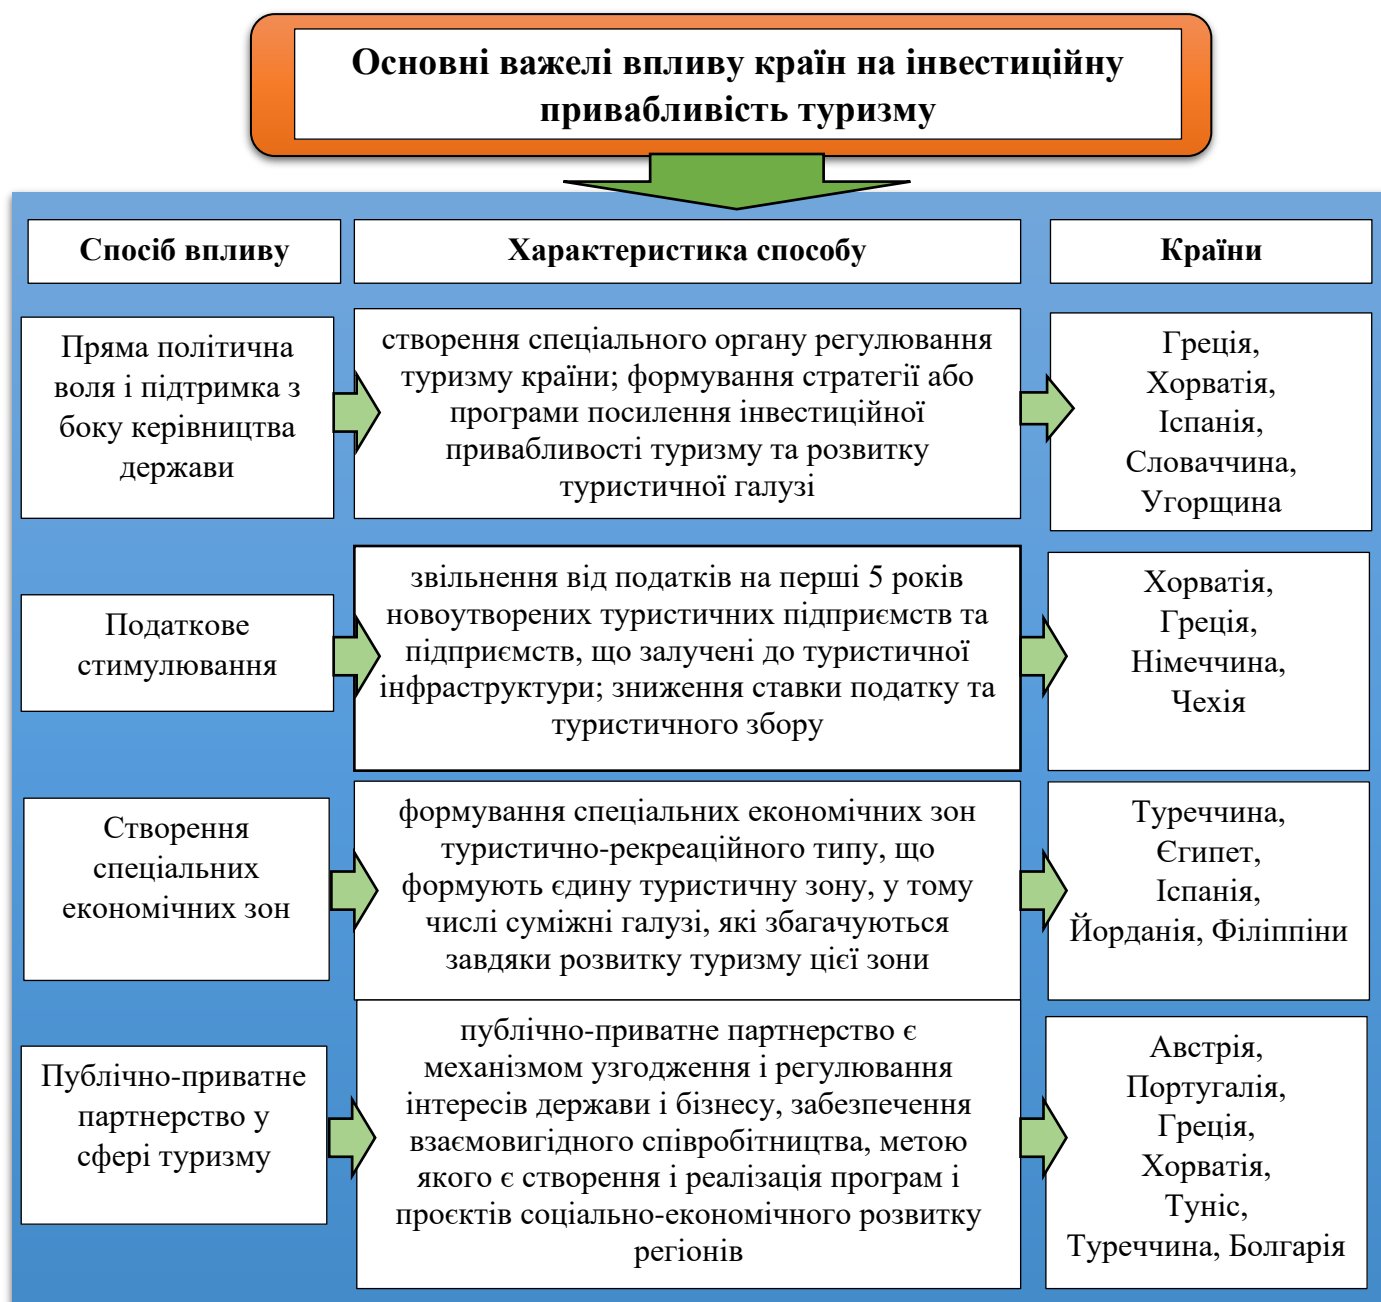 Основні важелі впливу країн на інвестиційну
привабливість туризму
Спосіб впливу
Характеристика способу
Країни
Пряма політична
воля і підтримка з
боку керівництва
держави
створення спеціального органу регулювання
туризму країни; формування стратегії або
програми посилення інвестиційної
привабливості туризму та розвитку
туристичної галузі
Греція,
Хорватія,
Іспанія,
Словаччина,
Угорщина
Податкове
стимулювання
звільнення від податків на перші 5 років
новоутворених туристичних підприємств та
підприємств, що залучені до туристичної
інфраструктури; зниження ставки податку та
туристичного збору
Хорватія,
Греція,
Німеччина,
Чехія
Створення
спеціальних
економічних зон
формування спеціальних економічних зон
туристично-рекреаційного типу, що
формують єдину туристичну зону, у тому
числі суміжні галузі, які збагачуються
завдяки розвитку туризму цієї зони
Туреччина,
Єгипет,
Іспанія,
Йорданія, Філіппіни
Публічно-приватне
партнерство у
сфері туризму
публічно-приватне партнерство є
механізмом узгодження і регулювання
інтересів держави і бізнесу, забезпечення
взаємовигідного співробітництва, метою
якого є створення і реалізація програм і
проєктів соціально-економічного розвитку
регіонів
Австрія,
Португалія,
Греція,
Хорватія,
Туніс,
Туреччина, Болгарія